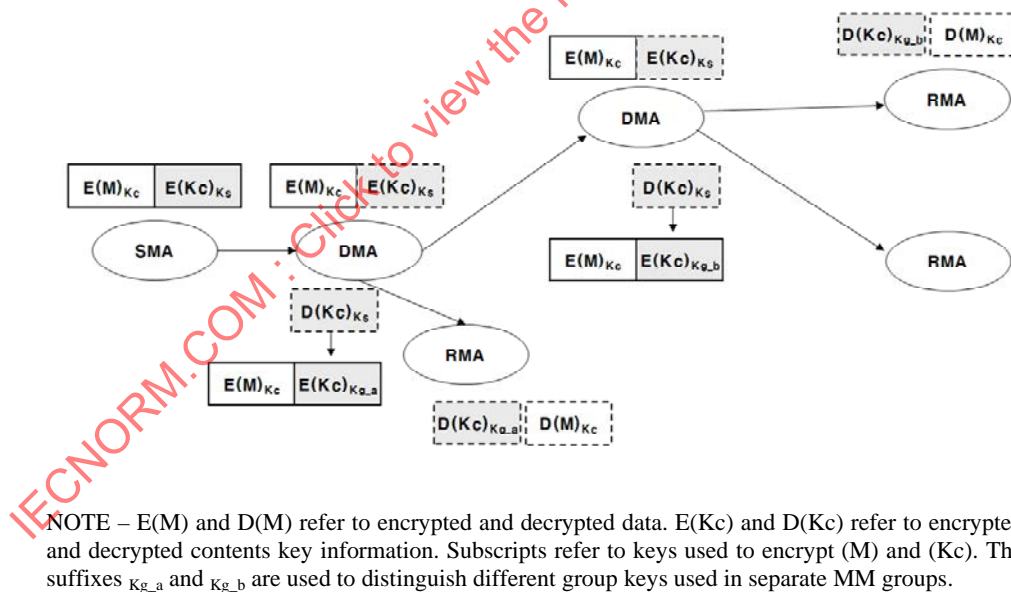 D(Kc)Kg_b D(M)Kc
E(M)Kc E(Kc)Ks
RMA
DMA
E(M)Kc E(Kc)Ks
E(M)Kc E(Kc)Ks
D(Kc)Ks
SMA
DMA
E(M)Kc E(Kc)Kg_b
RMA
D(Kc)Ks
RMA
E(M)Kc E(Kc)Kg_a
D(Kc)Kg_a D(M)Kc
IECNORM.COM : Click to view the
NOTE – E(M) and D(M) refer to encrypted and decrypted data. E(Kc) and D(Kc) refer to encrypte
and decrypted contents key information. Subscripts refer to keys used to encrypt (M) and (Kc). Th
suffixes Kg_a and Kg_b are used to distinguish different group keys used in separate MM groups.